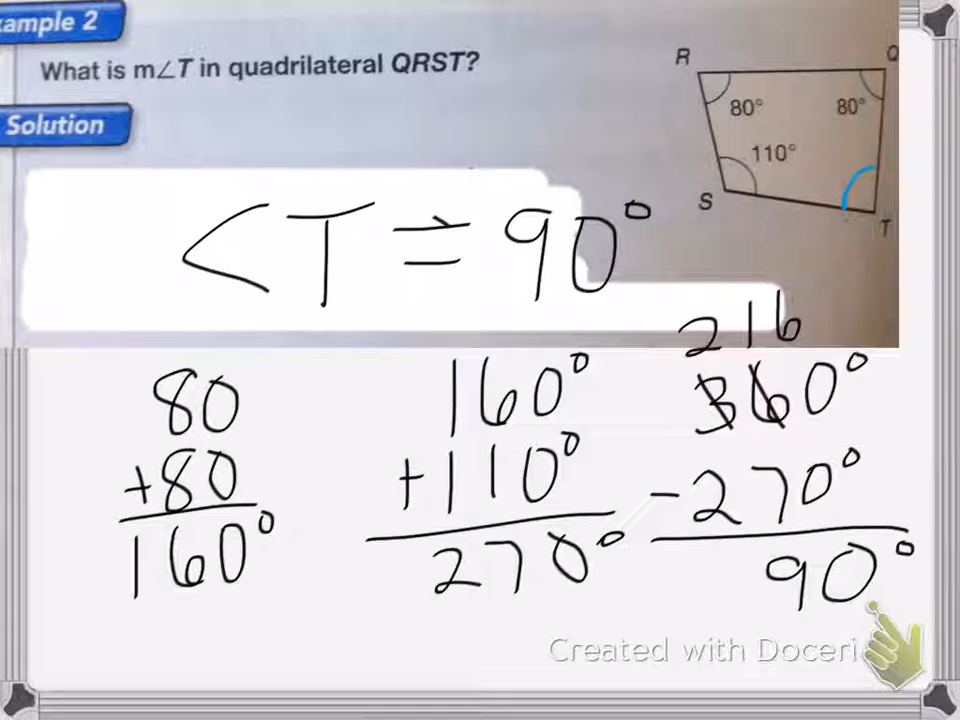 xample 2
What is m∠T in quadrilateral QRST?
Solution
R
Q
80°
80°
110°
S
T
<T = 90°
80
+80
160°
160°
+110°
270°
216
360°
-270°
90°
Created with Doceri